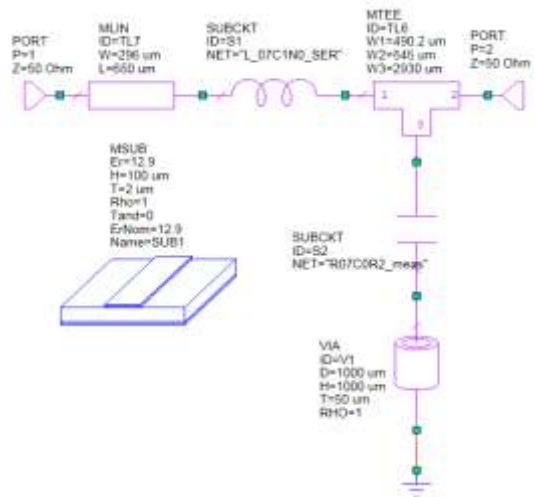 PORT
P=1
Z=50 Ohm
MLIN
ID=TL7
W=296 um
L=650 um
SUBCKT
ID=S1
NET="L_07C1N0_SER"
MTEE
ID=TL6
W1=490.2 um
W2=545 um
W3=2930 um
PORT
P=2
Z=50 Ohm
1
2
3
MSUB
Er=12.9
H=100 um
T=2 um
Rho=1
Tand=0
ErNom=12.9
Name=SUB1
SUBCKT
ID=S2
NET="R07C0R2_meas"
VIA
ID=V1
D=1000 um
H=1000 um
T=50 um
RHO=1